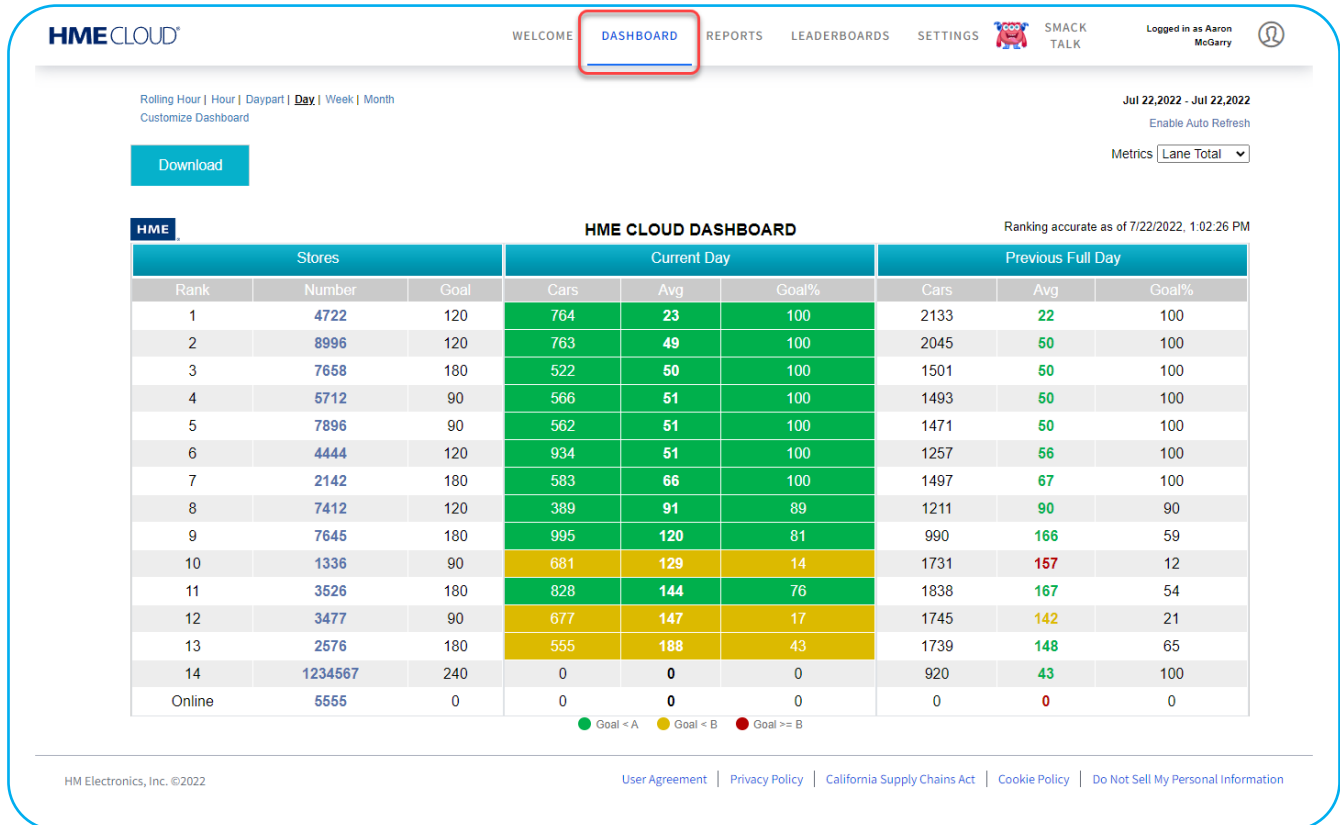 HME CLOUD®
WELCOME DASHBOARD REPORTS LEADERBOARDS SETTINGS SMACK TALK Logged in as Aaron McGarry
Rolling Hour | Hour | Daypart | Day | Week | Month
Customize Dashboard
Jul 22,2022 - Jul 22,2022
Enable Auto Refresh
Metrics Lane Total
Download
HME
HME CLOUD DASHBOARD
Ranking accurate as of 7/22/2022, 1:02:26 PM
Stores Current Day Previous Full Day
Rank Number Goal Cars Avg Goal% Cars Avg Goal%
1 4722 120 764 23 100 2133 22 100
2 8996 120 763 49 100 2045 50 100
3 7658 180 522 50 100 1501 50 100
4 5712 90 566 51 100 1493 50 100
5 7896 90 562 51 100 1471 50 100
6 4444 120 934 51 100 1257 56 100
7 2142 180 583 66 100 1497 67 100
8 7412 120 389 91 89 1211 90 90
9 7645 180 995 120 81 990 166 59
10 1336 90 681 129 14 1731 157 12
11 3526 180 828 144 76 1838 167 54
12 3477 90 677 147 17 1745 142 21
13 2576 180 555 188 43 1739 148 65
14 1234567 240 0 0 0 920 43 100
Online 5555 0 0 0 0 0 0 0
Goal < A Goal < B Goal >= B
HM Electronics, Inc. ©2022
User Agreement | Privacy Policy | California Supply Chains Act | Cookie Policy | Do Not Sell My Personal Information